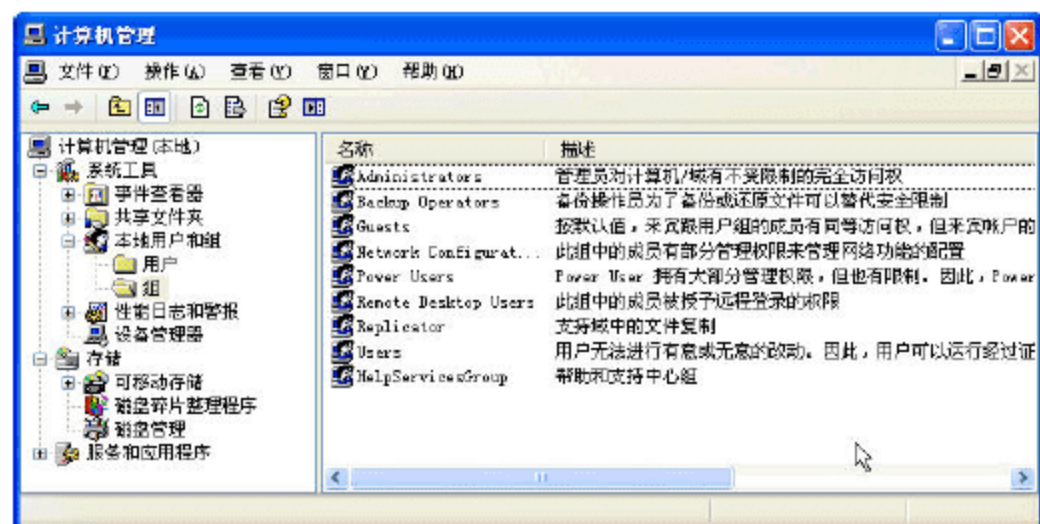 计算机管理
文件(F) 操作(A) 查看(V) 窗口(W) 帮助(H)
计算机管理(本地)
系统工具
事件查看器
共享文件夹
本地用户和组
用户
组
性能日志和警报
设备管理器
存储
可移动存储
磁盘碎片整理程序
磁盘管理
服务和应用程序
名称 描述
Administrators 管理员对计算机/域有不受限制的完全访问权
Backup Operators 备份操作员为了备份或还原文件可以替代安全限制
Guests 按默认值，来宾跟用户组的成员有同等访问权，但来宾帐户的
Network Configurat... 此组中的成员有部分管理权限来管理网络功能的配置
Power Users Power User 拥有大部分管理权限，但也有限制。因此，Power
Remote Desktop Users 此组中的成员被授予远程登录的权限
Replicator 支持域中的文件复制
Users 用户无法进行有意或无意的改动。因此，用户可以运行经过证
HelpServicesGroup 帮助和支持中心组